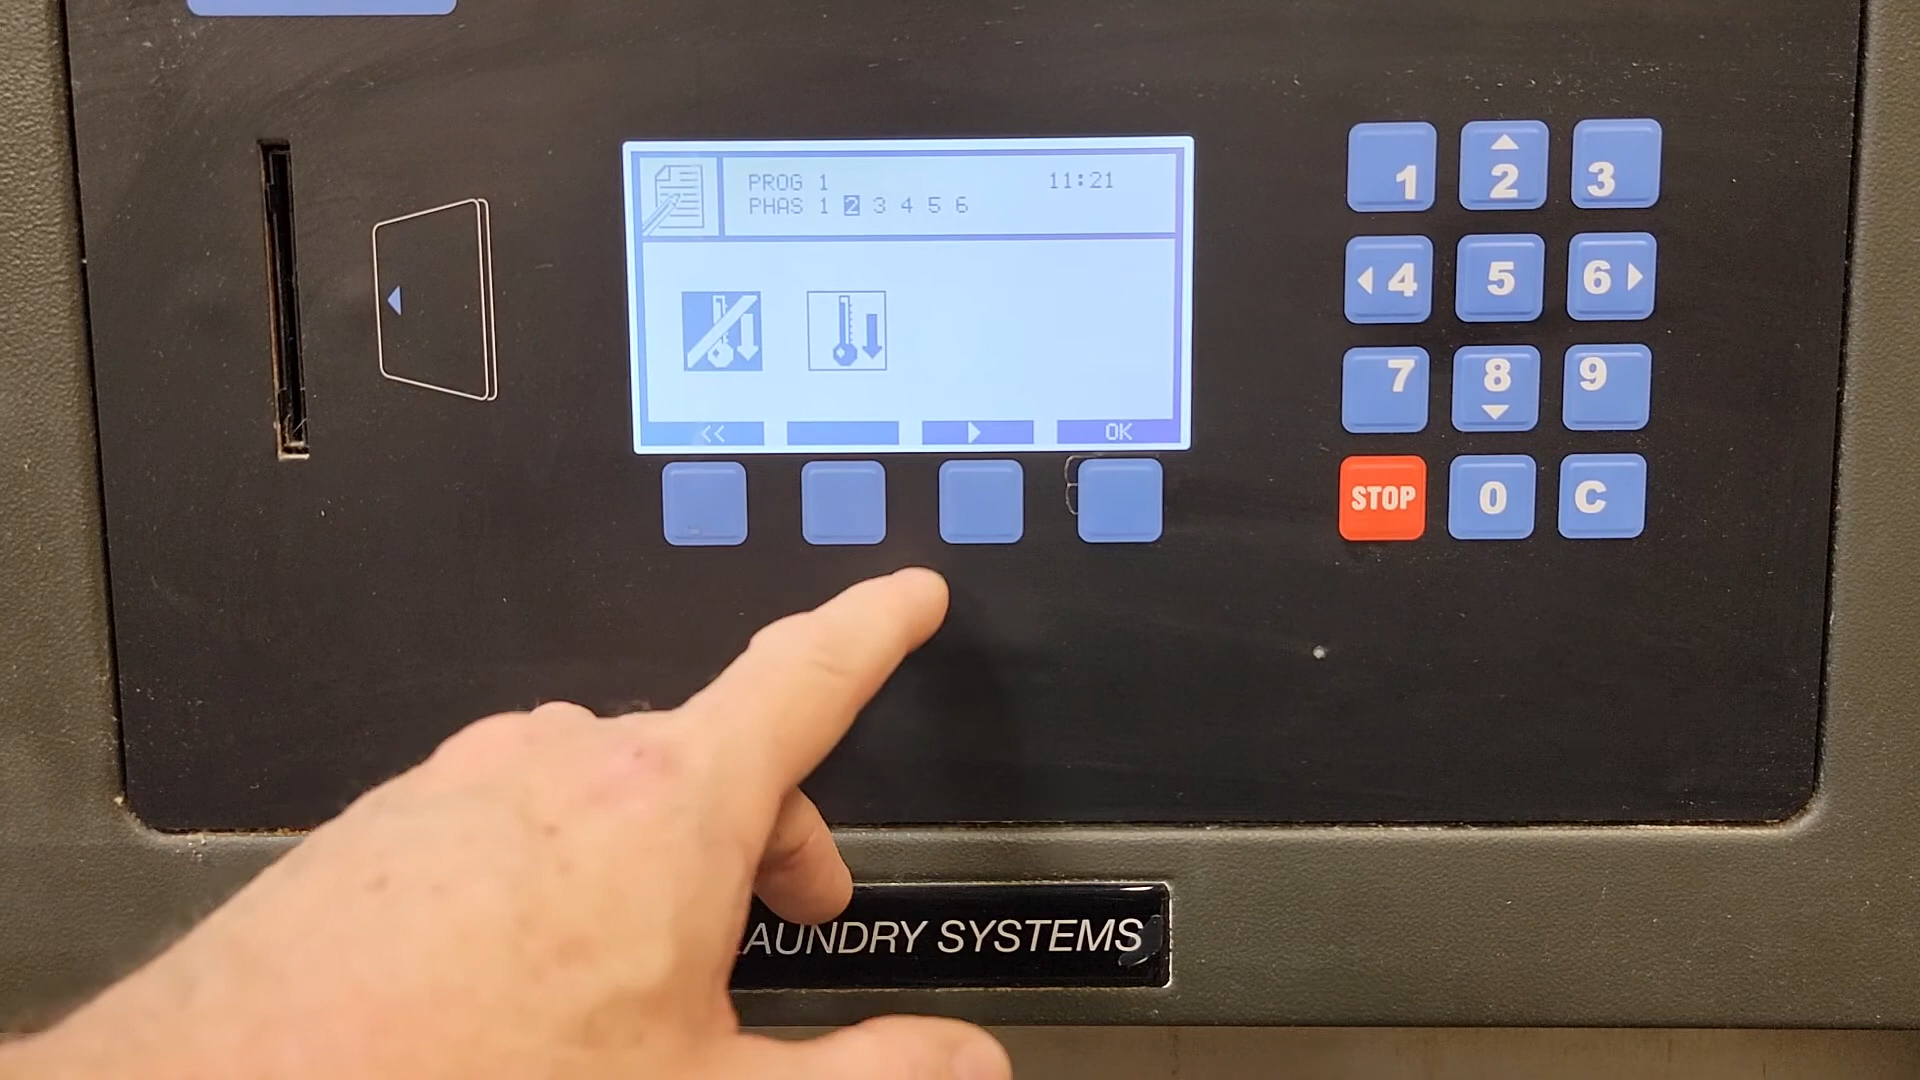 PROG 1 11:21
PHAS 1 2 3 4 5 6
<< OK
1 2 3
4 5 6
7 8 9
STOP 0 C
AUNDRY SYSTEMS